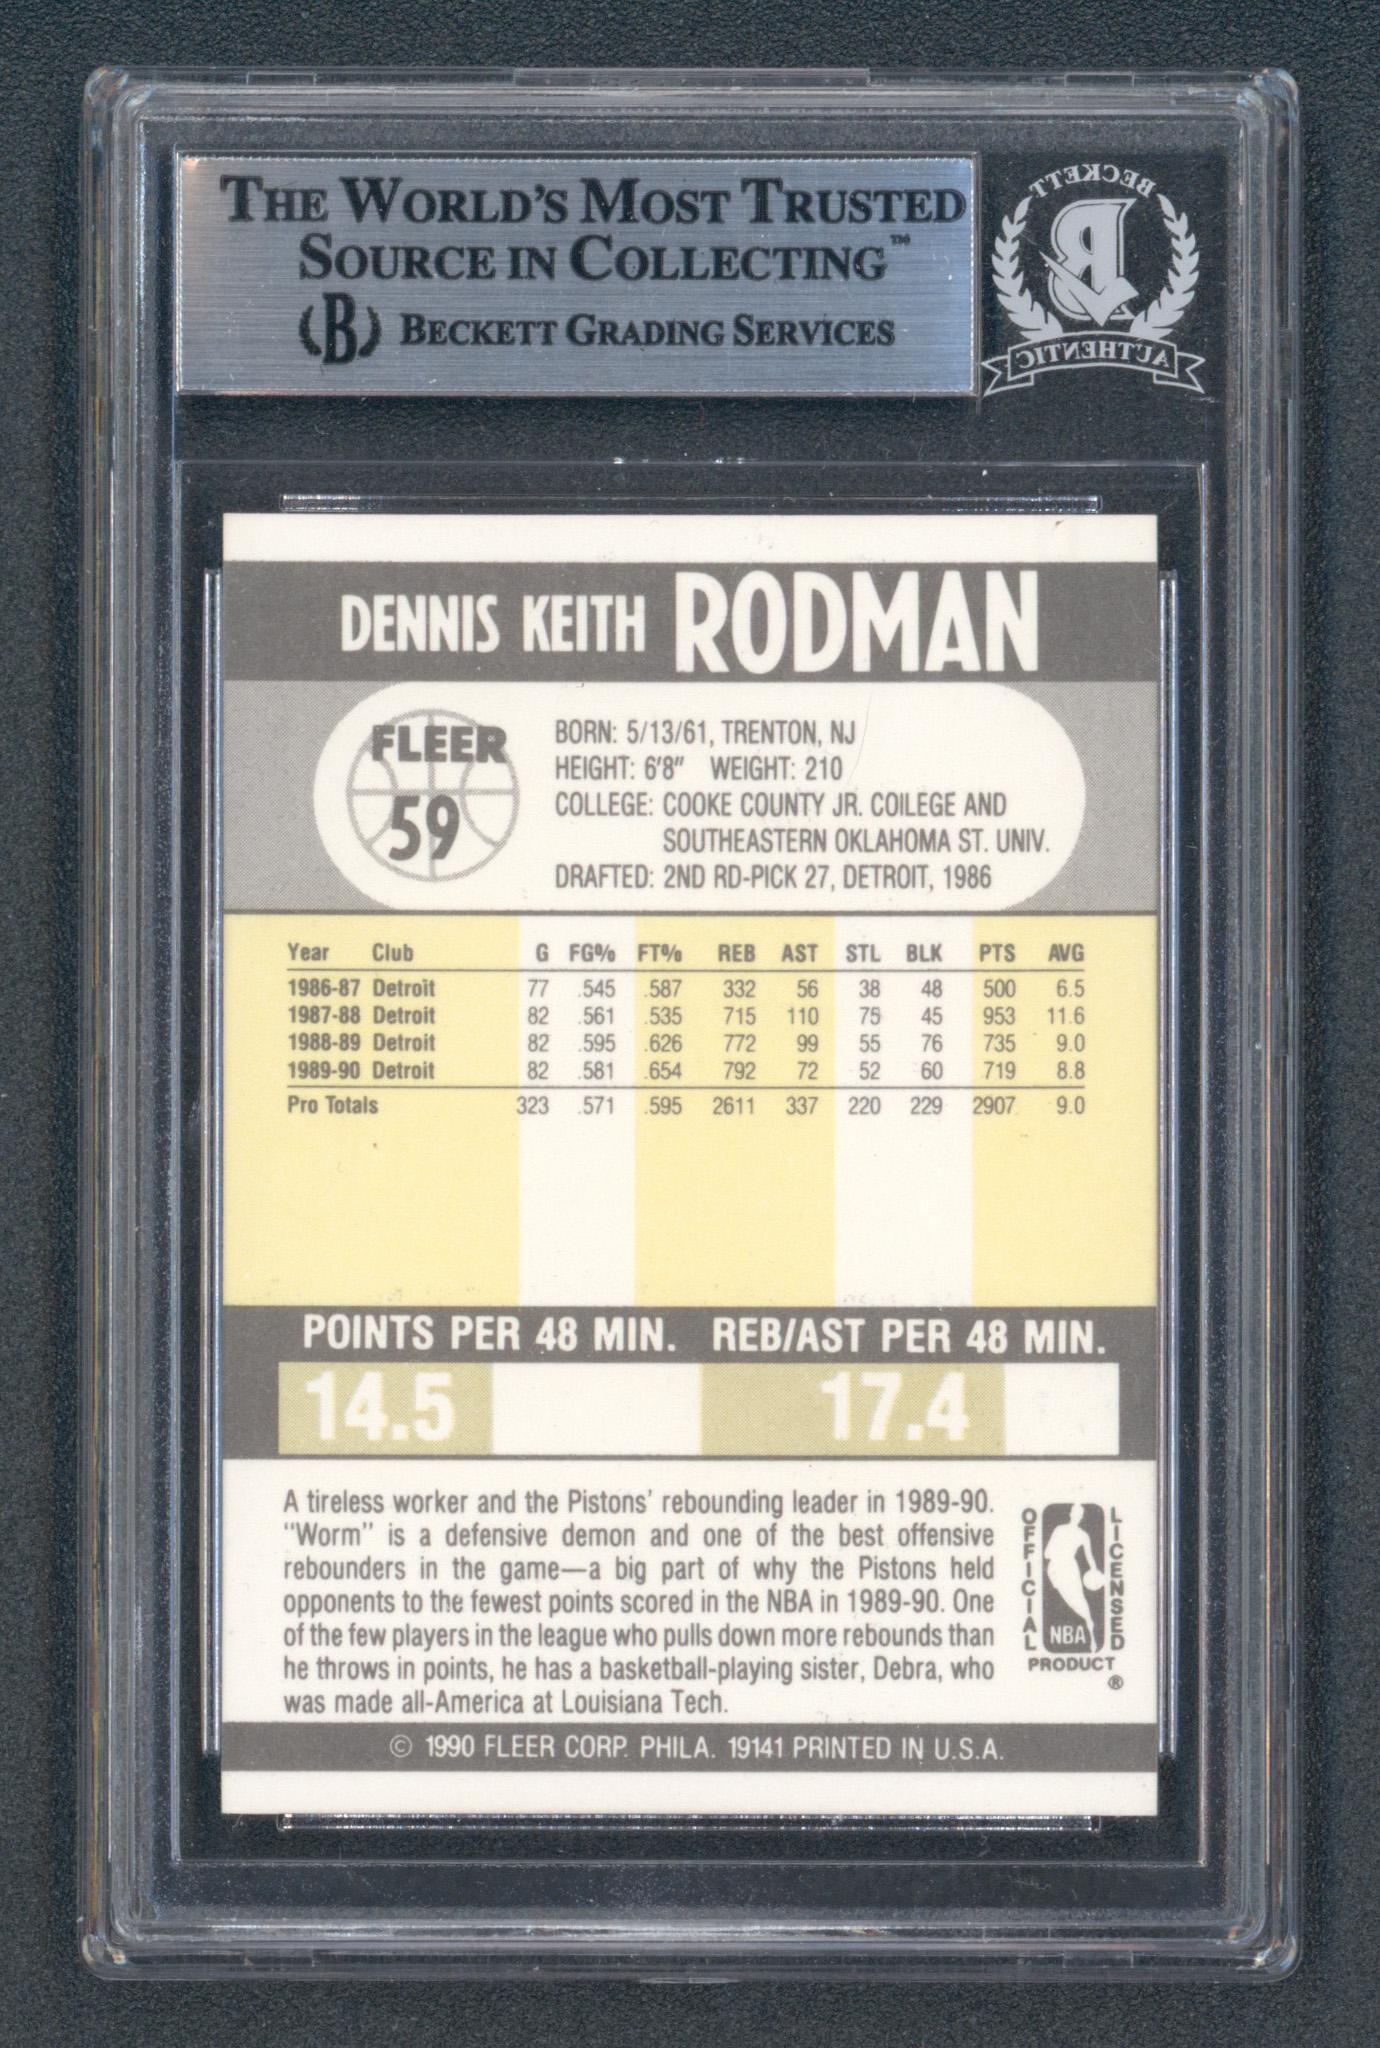 THE WORLD'S MOST TRUSTED
SOURCE IN COLLECTING™
B BECKETT GRADING SERVICES
BECKETT
B
AUTHENTIC
DENNIS KEITH RODMAN
FLEER
59
BORN: 5/13/61, TRENTON, NJ
HEIGHT: 6'8" WEIGHT: 210
COLLEGE: COOKE COUNTY JR. COILEGE AND
SOUTHEASTERN OKLAHOMA ST. UNIV.
DRAFTED: 2ND RD-PICK 27, DETROIT, 1986
Year Club G FG% FT% REB AST STL BLK PTS AVG
1986-87 Detroit 77 .545 .587 332 56 38 48 500 6.5
1987-88 Detroit 82 .561 .535 715 110 75 45 953 11.6
1988-89 Detroit 82 .595 .626 772 99 55 76 735 9.0
1989-90 Detroit 82 .581 .654 792 72 52 60 719 8.8
Pro Totals 323 .571 .595 2611 337 220 229 2907 9.0
POINTS PER 48 MIN. REB/AST PER 48 MIN.
14.5 17.4
A tireless worker and the Pistons' rebounding leader in 1989-90.
"Worm" is a defensive demon and one of the best offensive
rebounders in the game—a big part of why the Pistons held
opponents to the fewest points scored in the NBA in 1989-90. One
of the few players in the league who pulls down more rebounds than
he throws in points, he has a basketball-playing sister, Debra, who
was made all-America at Louisiana Tech.
OFFICIAL
NBA
LICENSED
PRODUCT
®
© 1990 FLEER CORP. PHILA. 19141 PRINTED IN U.S.A.